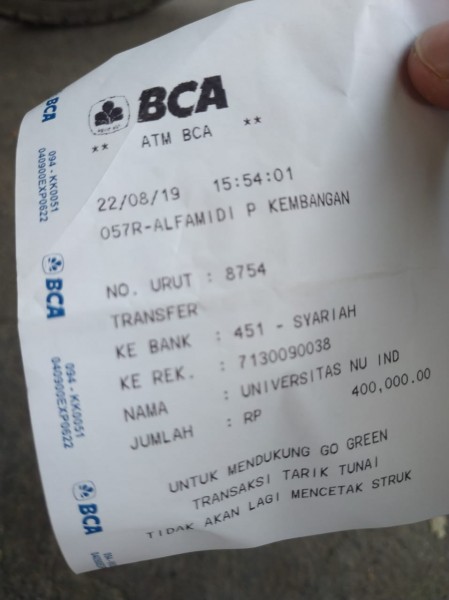 BCA
** ATM BCA **
22/08/19 15:54:01
057R-ALFAMIDI P KEMBANGAN
NO. URUT : 8754
TRANSFER
KE BANK : 451 - SYARIAH
KE REK. : 7130090038
NAMA : UNIVERSITAS NU IND
JUMLAH : RP 400,000.00
UNTUK MENDUKUNG GO GREEN
TRANSAKSI TARIK TUNAI
TIDAK AKAN LAGI MENCETAK STRUK
BCA
094 - KK0051
040900EXP0622
BCA
094 - KK0051
040900EXP0622
BCA